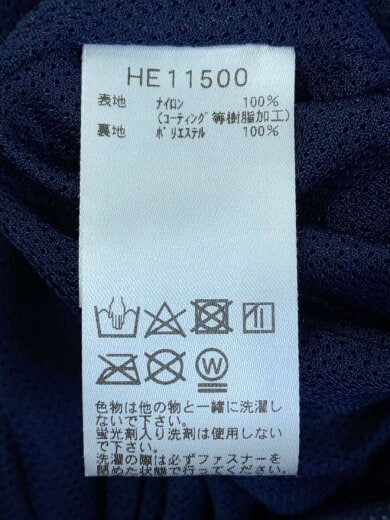 HE11500
表地 ナイロン 100%
(コーティング等樹脂加工)
裏地 ポリエステル 100%
W
色物は他の物と一緒に洗濯し
ないで下さい。
蛍光剤入り洗剤は使用しない
で下さい。
洗濯の際は必ずファスナーを
閉めた状態で行ってください。